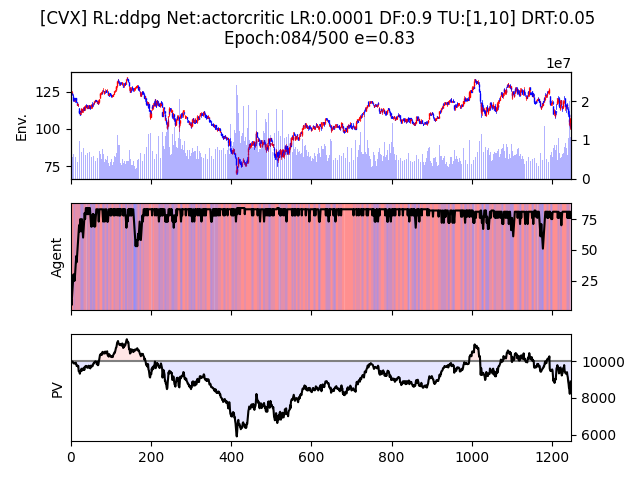 [CVX] RL:ddpg Net:actorcritic LR:0.0001 DF:0.9 TU:[1,10] DRT:0.05
Epoch:084/500 e=0.83
1e7
125
100
75
Env.
2
1
0
Agent
75
50
25
PV
10000
8000
6000
0 200 400 600 800 1000 1200